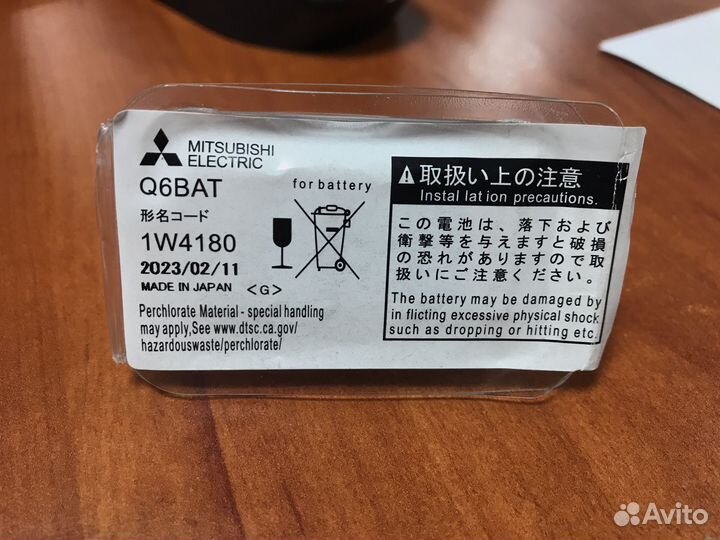 MITSUBISHI
ELECTRIC
Q6BAT
for battery
形名コード
1W4180
2023/02/11
MADE IN JAPAN <G>
Perchlorate Material - special handling
may apply,See www.dtsc.ca.gov/
hazardouswaste/perchlorate/
取扱い上の注意
Instal lat ion precautions.
この電池は、落下および
衝撃等を与えますと破損
の恐れがありますので取
扱いにご注意ください。
The battery may be damaged by
in flicting excessive physical shock
such as dropping or hitting etc.
Avito